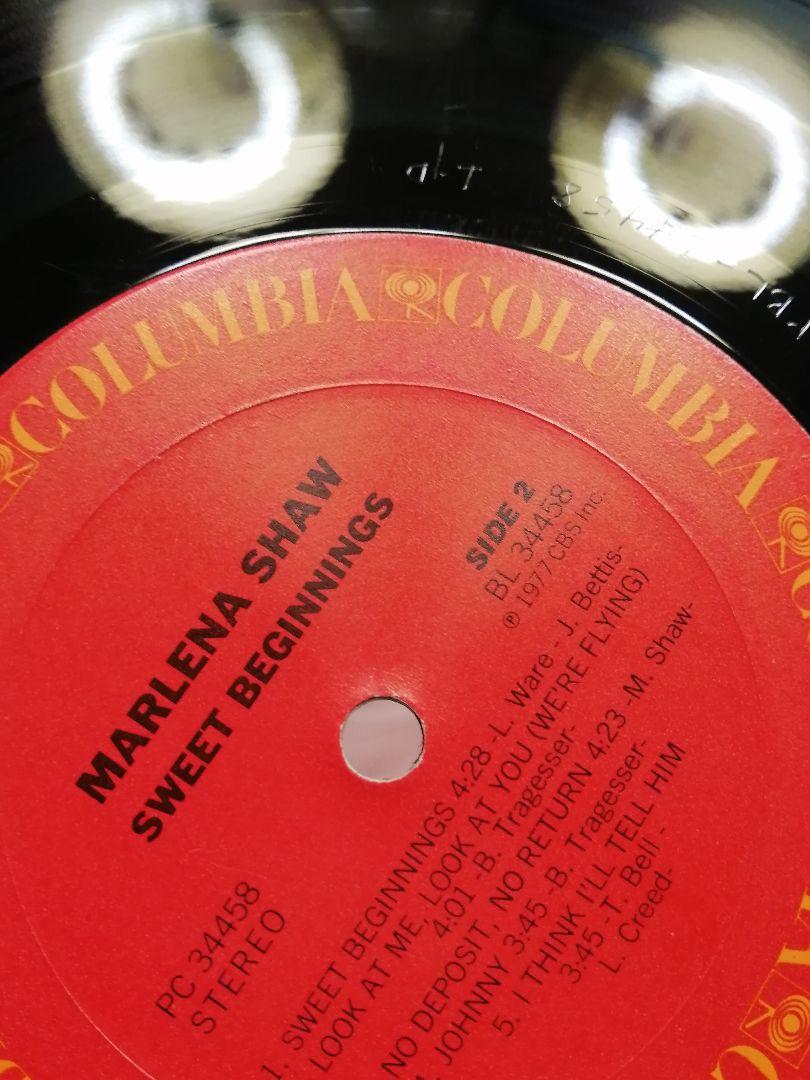 COLUMBIA
COLUMBIA
MARLENA SHAW
SWEET BEGINNINGS
SIDE 2
BL 34458
℗ 1977 CBS Inc.
PC 34458
STEREO
1. SWEET BEGINNINGS 4:28 -L. Ware - J. Bettis-
LOOK AT ME, LOOK AT YOU (WE'RE FLYING)
4:01 -B. Tragesser-
NO DEPOSIT, NO RETURN 4:23 -M. Shaw-
JOHNNY 3:45 -B. Tragesser-
5. I THINK I'LL TELL HIM
3:45 -T. Bell -
L. Creed-